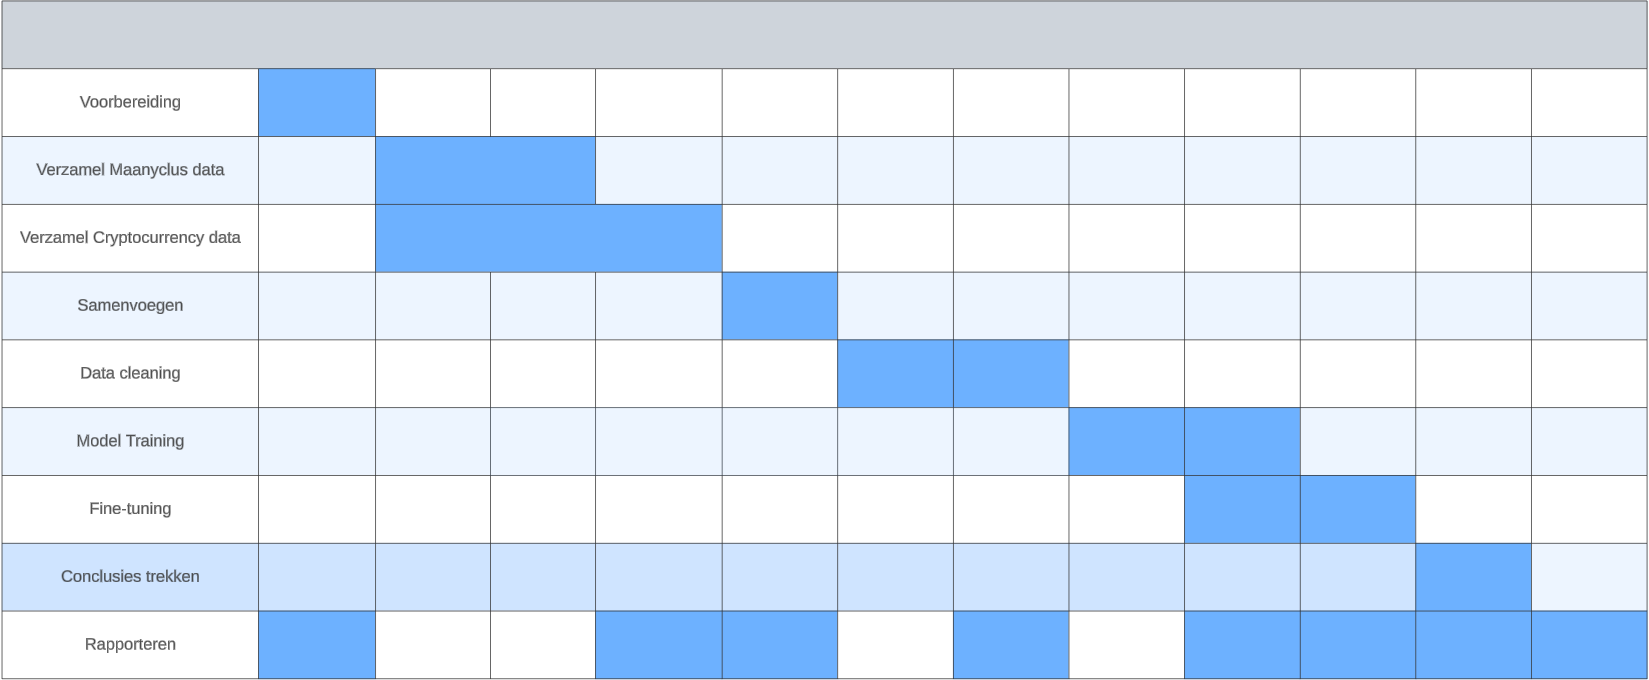 Voorbereiding
Verzamel Maanyclus data
Verzamel Cryptocurrency data
Samenvoegen
Data cleaning
Model Training
Fine-tuning
Conclusies trekken
Rapporteren